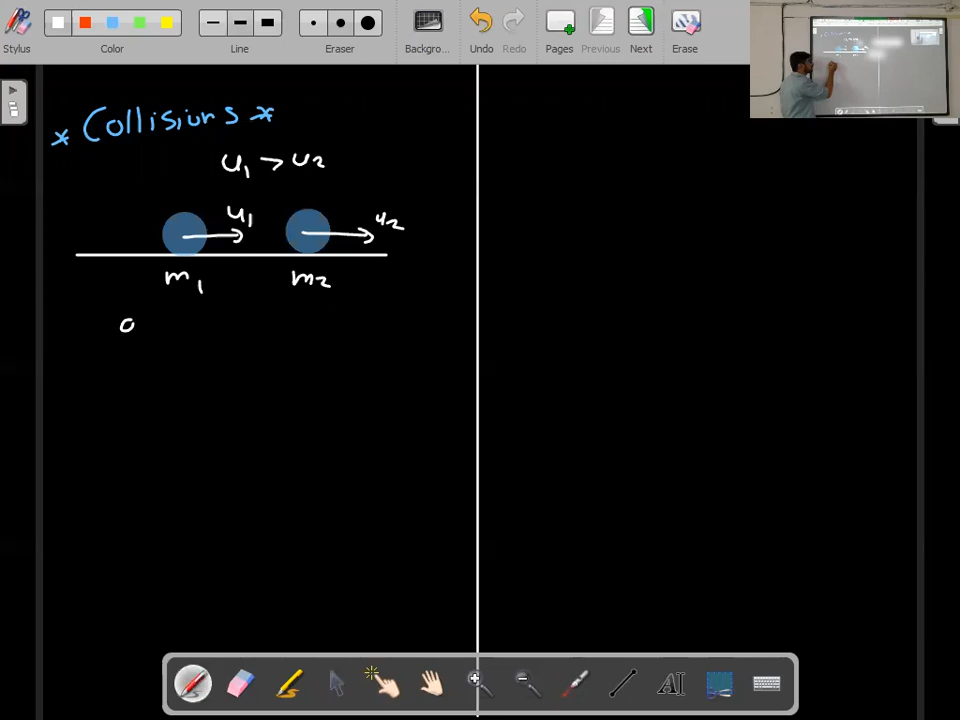 Stylus Color Line Eraser Backgro... Undo Redo Pages Previous Next Erase
* Collisions *
u1 > u2
u1 u2
m1 m2
o